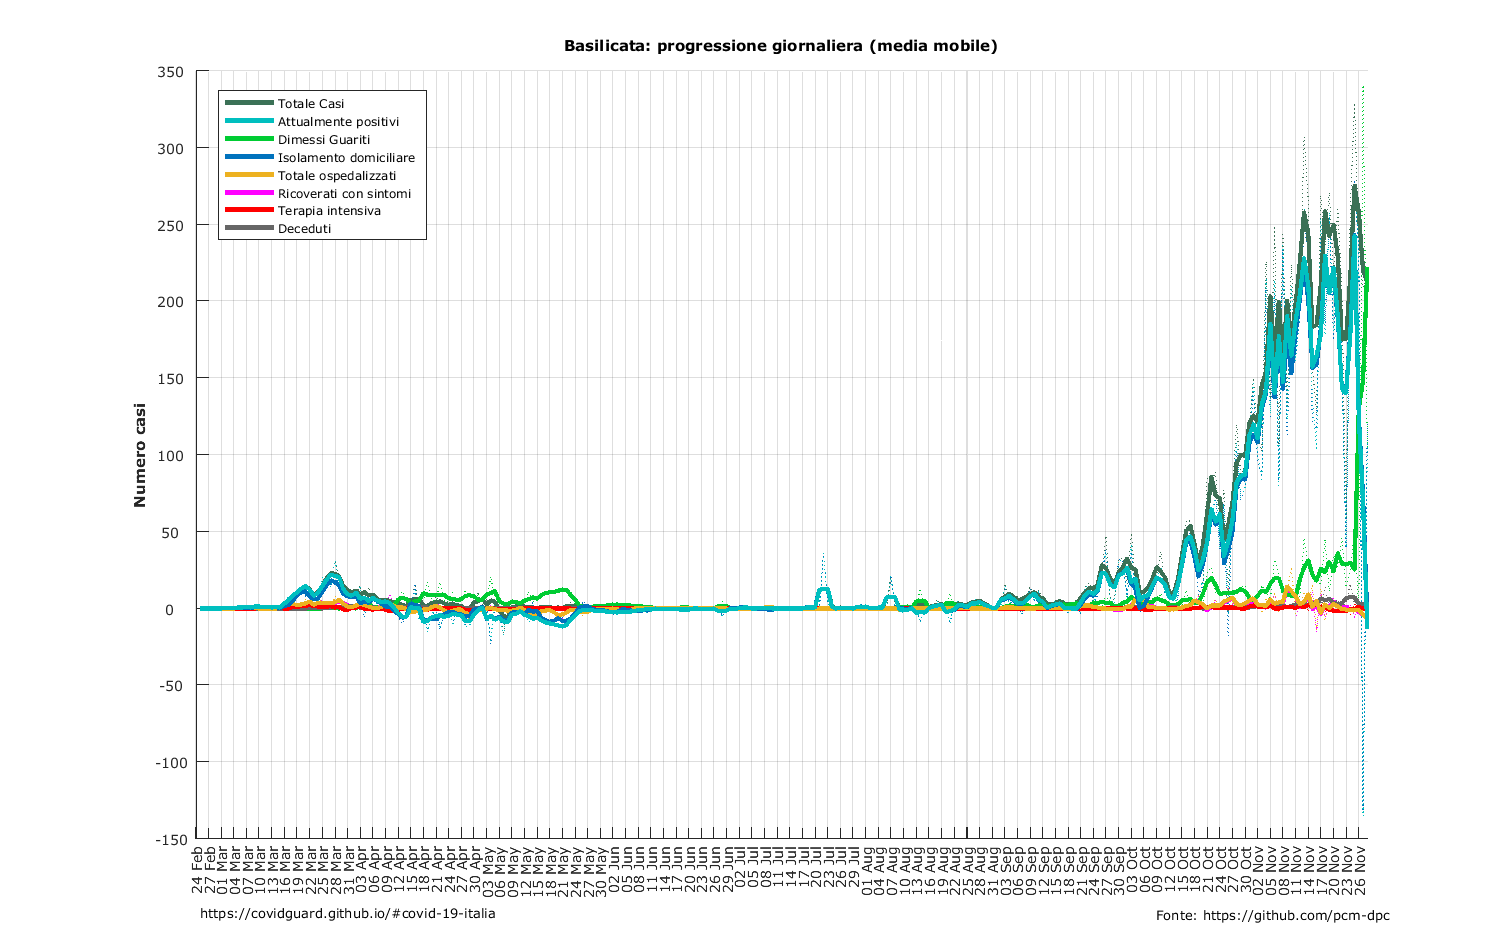 Basilicata: progressione giornaliera (media mobile)
350
300
250
200
150
100
50
0
-50
-100
-150
Numero casi
Totale Casi
Attualmente positivi
Dimessi Guariti
Isolamento domiciliare
Totale ospedalizzati
Ricoverati con sintomi
Terapia intensiva
Deceduti
24 Feb
27 Feb
01 Mar
04 Mar
07 Mar
10 Mar
13 Mar
16 Mar
19 Mar
22 Mar
25 Mar
28 Mar
31 Mar
03 Apr
06 Apr
09 Apr
12 Apr
15 Apr
18 Apr
21 Apr
24 Apr
27 Apr
30 Apr
03 May
06 May
09 May
12 May
15 May
18 May
21 May
24 May
27 May
30 May
02 Jun
05 Jun
08 Jun
11 Jun
14 Jun
17 Jun
20 Jun
23 Jun
26 Jun
29 Jun
02 Jul
05 Jul
08 Jul
11 Jul
14 Jul
17 Jul
20 Jul
23 Jul
26 Jul
29 Jul
01 Aug
04 Aug
07 Aug
10 Aug
13 Aug
16 Aug
19 Aug
22 Aug
25 Aug
28 Aug
31 Aug
03 Sep
06 Sep
09 Sep
12 Sep
15 Sep
18 Sep
21 Sep
24 Sep
27 Sep
30 Sep
03 Oct
06 Oct
09 Oct
12 Oct
15 Oct
18 Oct
21 Oct
24 Oct
27 Oct
30 Oct
02 Nov
05 Nov
08 Nov
11 Nov
14 Nov
17 Nov
20 Nov
23 Nov
26 Nov
https://covidguard.github.io/#covid-19-italia
Fonte: https://github.com/pcm-dpc